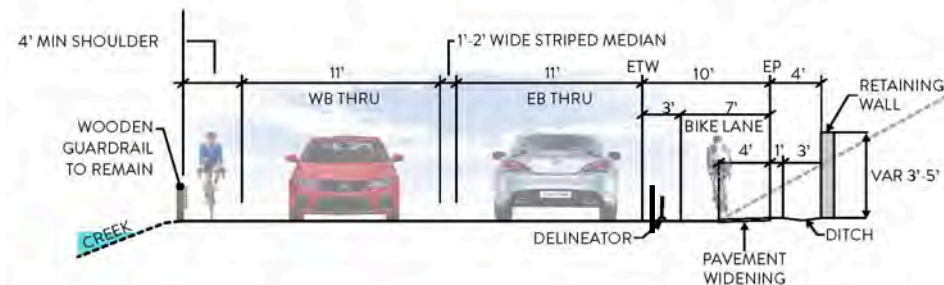 4' MIN SHOULDER
1'-2' WIDE STRIPED MEDIAN
ETW
EP
11'
11'
10'
4'
WB THRU
EB THRU
3'
7'
RETAINING
WALL
BIKE LANE
WOODEN
GUARDRAIL
TO REMAIN
4'
1'
3'
VAR 3'-5'
CREEK
DELINEATOR
DITCH
PAVEMENT
WIDENING